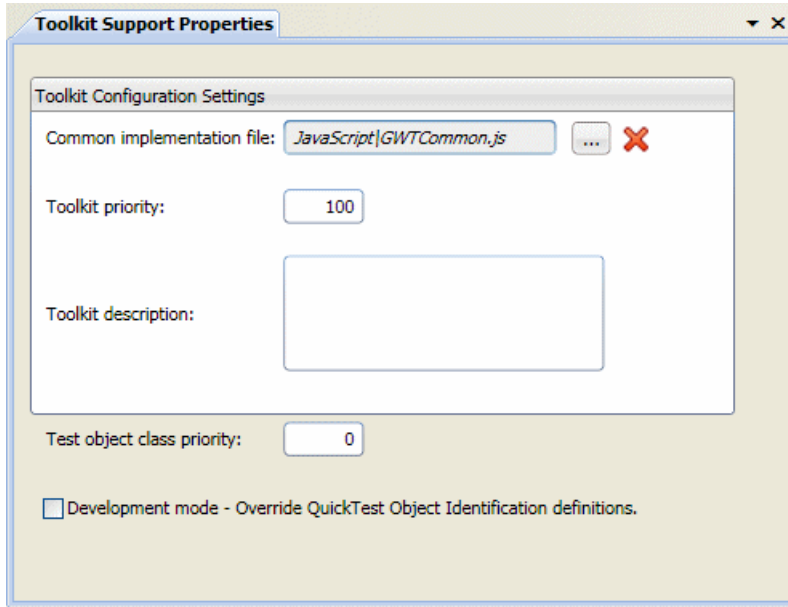 Toolkit Support Properties
Toolkit Configuration Settings
Common implementation file: JavaScript|GWTCommon.js ...
Toolkit priority: 100
Toolkit description:
Test object class priority: 0
Development mode - Override QuickTest Object Identification definitions.